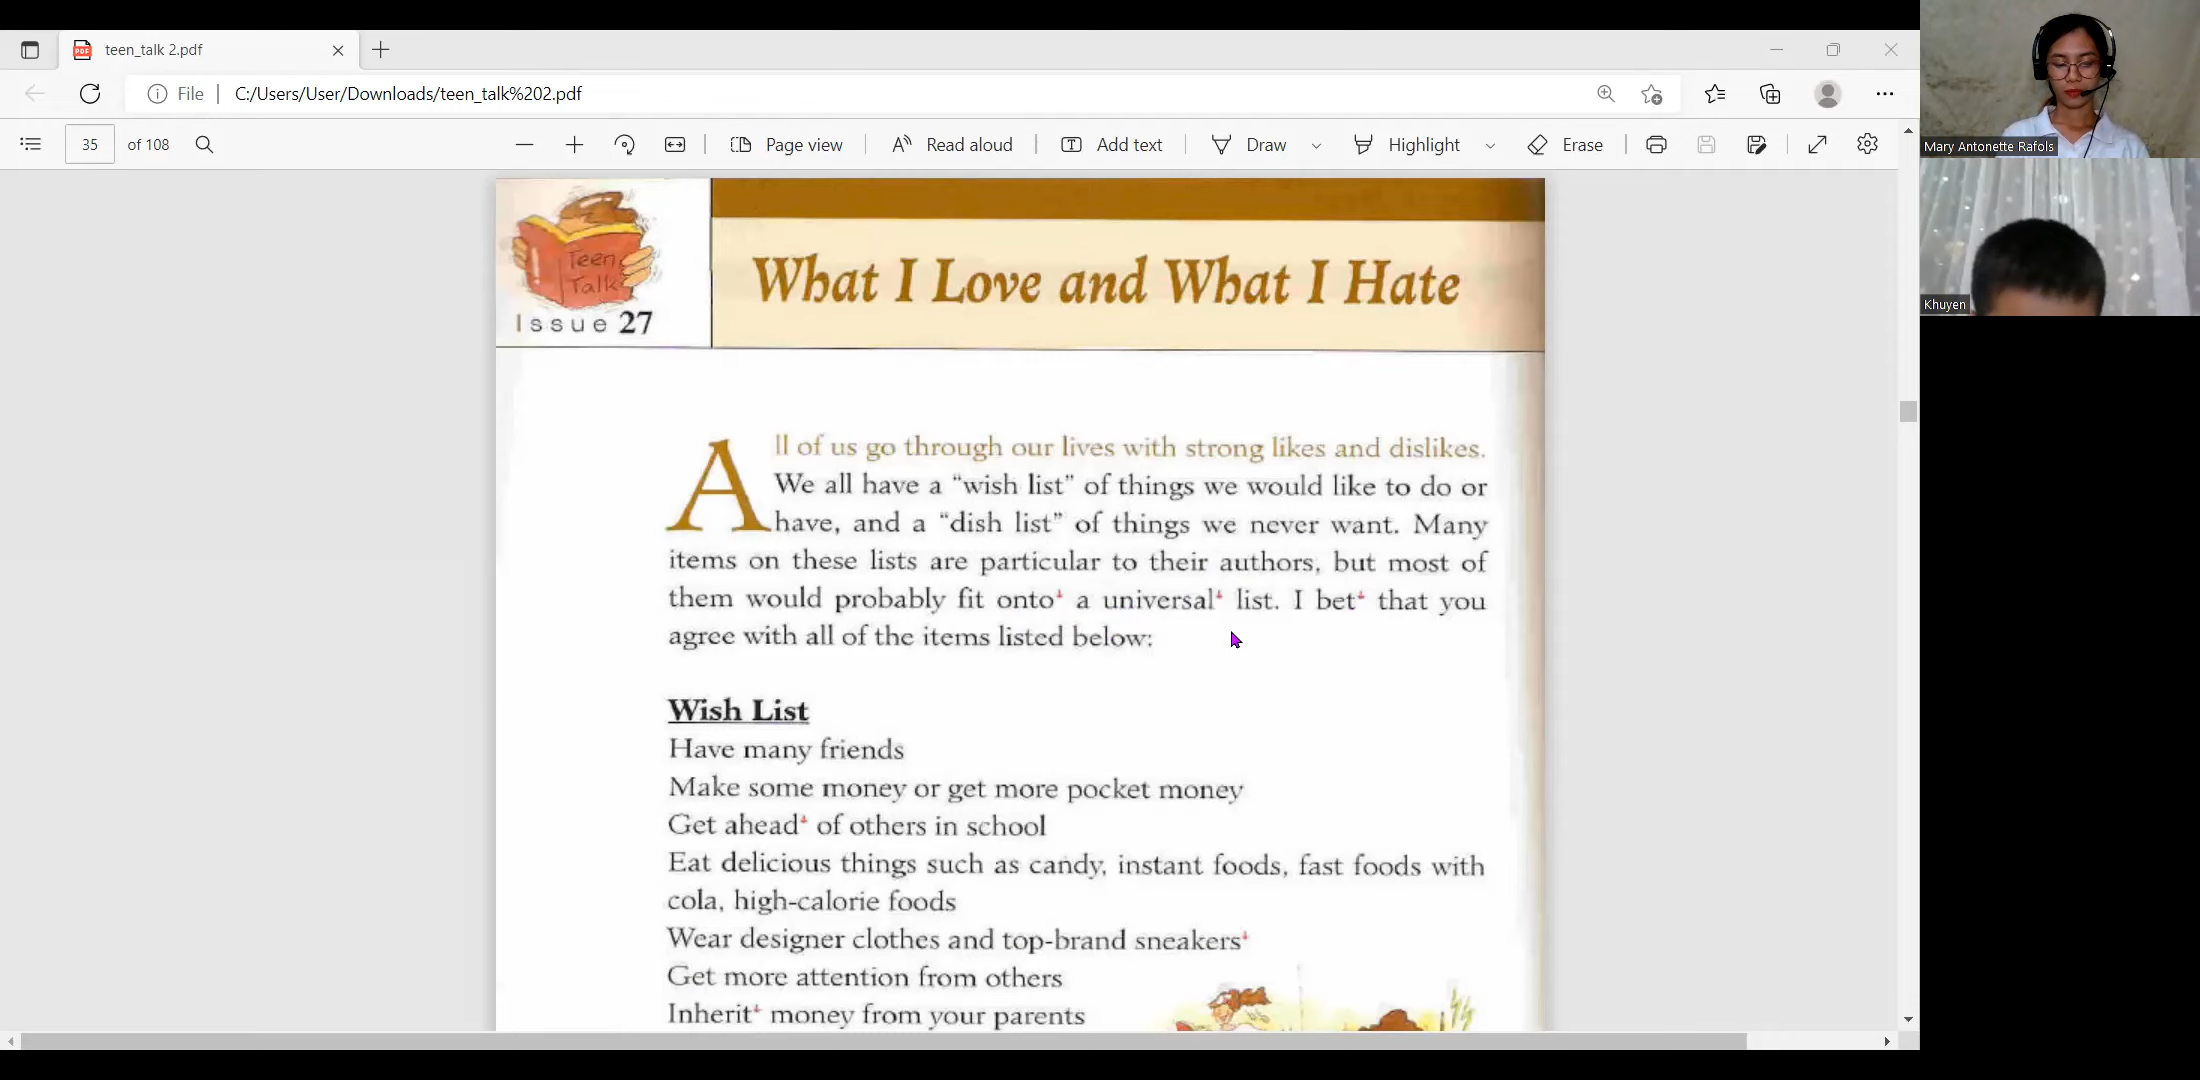 teen_talk 2.pdf
File
C:/Users/User/Downloads/teen_talk%202.pdf
35 of 108
Page view
Read aloud
Add text
Draw
Highlight
Erase
Mary Antonette Rafols
Khuyen
Teen
Talk
Issue 27
What I Love and What I Hate
All of us go through our lives with strong likes and dislikes.
We all have a “wish list” of things we would like to do or
have, and a “dish list” of things we never want. Many
items on these lists are particular to their authors, but most of
them would probably fit onto⁺ a universal⁺ list. I bet⁺ that you
agree with all of the items listed below:
Wish List
Have many friends
Make some money or get more pocket money
Get ahead⁺ of others in school
Eat delicious things such as candy, instant foods, fast foods with
cola, high-calorie foods
Wear designer clothes and top-brand sneakers⁺
Get more attention from others
Inherit⁺ money from your parents